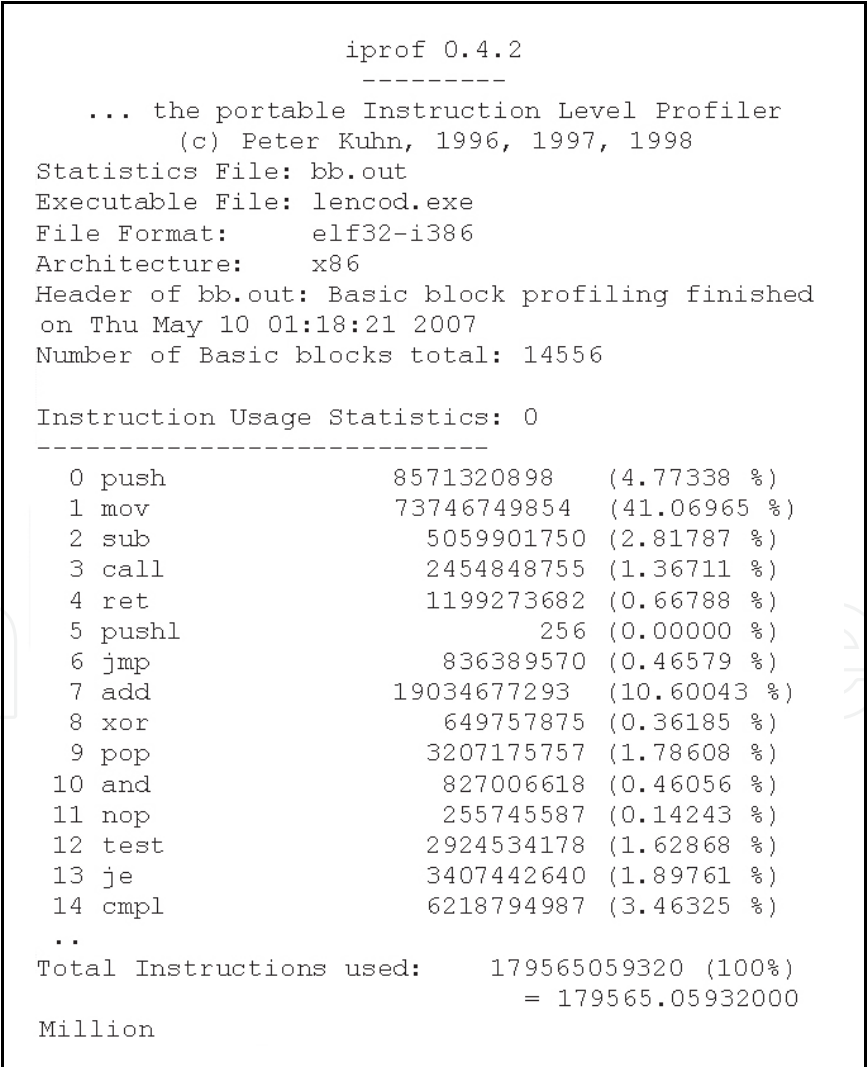 iprof 0.4.2
---------
... the portable Instruction Level Profiler
(c) Peter Kuhn, 1996, 1997, 1998
Statistics File: bb.out
Executable File: lencod.exe
File Format: elf32-i386
Architecture: x86
Header of bb.out: Basic block profiling finished
on Thu May 10 01:18:21 2007
Number of Basic blocks total: 14556
Instruction Usage Statistics: 0
----------------------------
0 push 8571320898 (4.77338 %)
1 mov 73746749854 (41.06965 %)
2 sub 5059901750 (2.81787 %)
3 call 2454848755 (1.36711 %)
4 ret 1199273682 (0.66788 %)
5 pushl 256 (0.00000 %)
6 jmp 836389570 (0.46579 %)
7 add 19034677293 (10.60043 %)
8 xor 649757875 (0.36185 %)
9 pop 3207175757 (1.78608 %)
10 and 827006618 (0.46056 %)
11 nop 255745587 (0.14243 %)
12 test 2924534178 (1.62868 %)
13 je 3407442640 (1.89761 %)
14 cmpl 6218794987 (3.46325 %)
..
Total Instructions used: 179565059320 (100%)
= 179565.05932000
Million